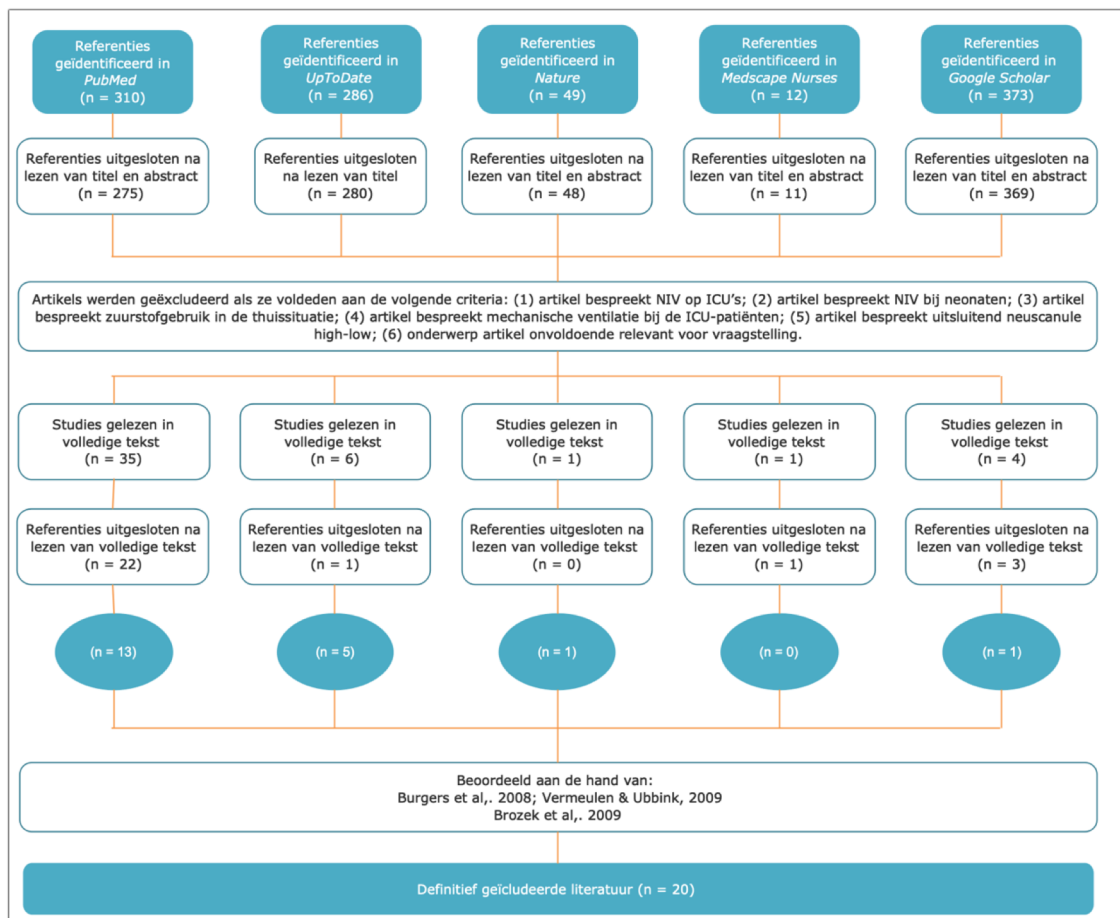 Referenties
geïdentificeerd in
PubMed
(n = 310)
Referenties
geïdentificeerd in
UpToDate
(n = 286)
Referenties
geïdentificeerd in
Nature
(n = 49)
Referenties
geïdentificeerd in
Medscape Nurses
(n = 12)
Referenties
geïdentificeerd in
Google Scholar
(n = 373)
Referenties uitgesloten na
lezen van titel en abstract
(n = 275)
Referenties uitgesloten
na lezen van titel
(n = 280)
Referenties uitgesloten na
lezen van titel en abstract
(n = 48)
Referenties uitgesloten na
lezen van titel en abstract
(n = 11)
Referenties uitgesloten na
lezen van titel en abstract
(n = 369)
Artikels werden geëxcludeerd als ze voldeden aan de volgende criteria: (1) artikel bespreekt NIV op ICU's; (2) artikel bespreekt NIV bij neonaten; (3) artikel
bespreekt zuurstofgebruik in de thuissituatie; (4) artikel bespreekt mechanische ventilatie bij de ICU-patiënten; (5) artikel bespreekt uitsluitend neuscanule
high-low; (6) onderwerp artikel onvoldoende relevant voor vraagstelling.
Studies gelezen in
volledige tekst
(n = 35)
Studies gelezen in
volledige tekst
(n = 6)
Studies gelezen in
volledige tekst
(n = 1)
Studies gelezen in
volledige tekst
(n = 1)
Studies gelezen in
volledige tekst
(n = 4)
Referenties uitgesloten na
lezen van volledige tekst
(n = 22)
Referenties uitgesloten na
lezen van volledige tekst
(n = 1)
Referenties uitgesloten na
lezen van volledige tekst
(n = 0)
Referenties uitgesloten na
lezen van volledige tekst
(n = 1)
Referenties uitgesloten na
lezen van volledige tekst
(n = 3)
(n = 13)
(n = 5)
(n = 1)
(n = 0)
(n = 1)
Beoordeeld aan de hand van:
Burgers et al,. 2008; Vermeulen & Ubbink, 2009
Brozek et al,. 2009
Definitief geïcludeerde literatuur (n = 20)